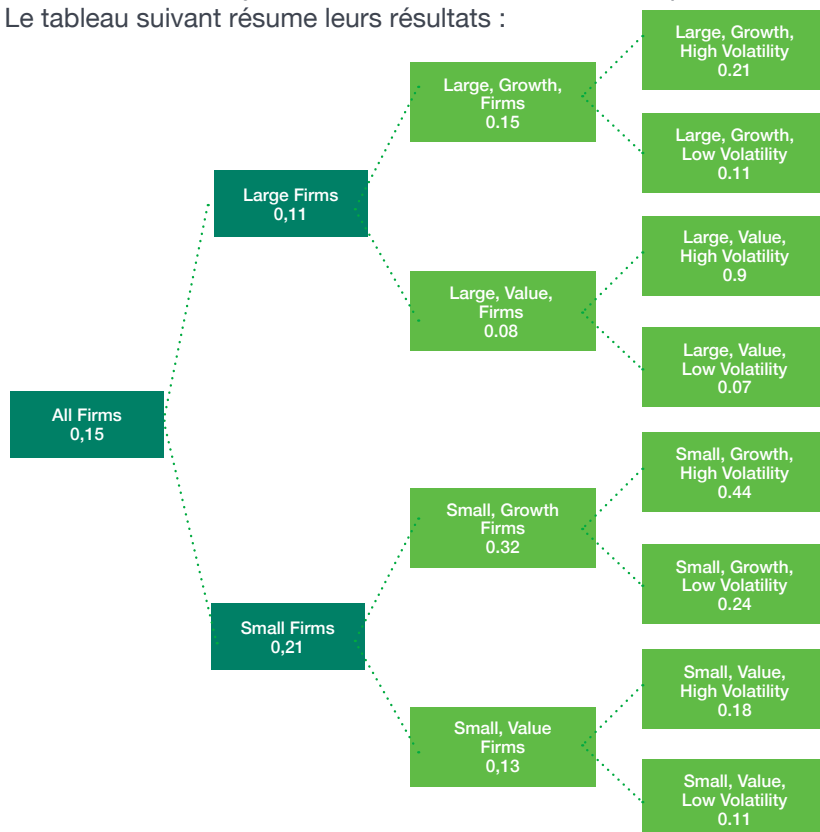 Le tableau suivant résume leurs résultats :
Large, Growth,
High Volatility
0.21
Large, Growth,
Firms
0.15
Large, Growth,
Low Volatility
0.11
Large Firms
0,11
Large, Value,
High Volatility
0.9
Large, Value,
Firms
0.08
Large, Value,
Low Volatility
0.07
All Firms
0,15
Small, Growth,
High Volatility
0.44
Small, Growth
Firms
0.32
Small, Growth,
Low Volatility
0.24
Small Firms
0,21
Small, Value,
High Volatility
0.18
Small, Value
Firms
0,13
Small, Value,
Low Volatility
0.11